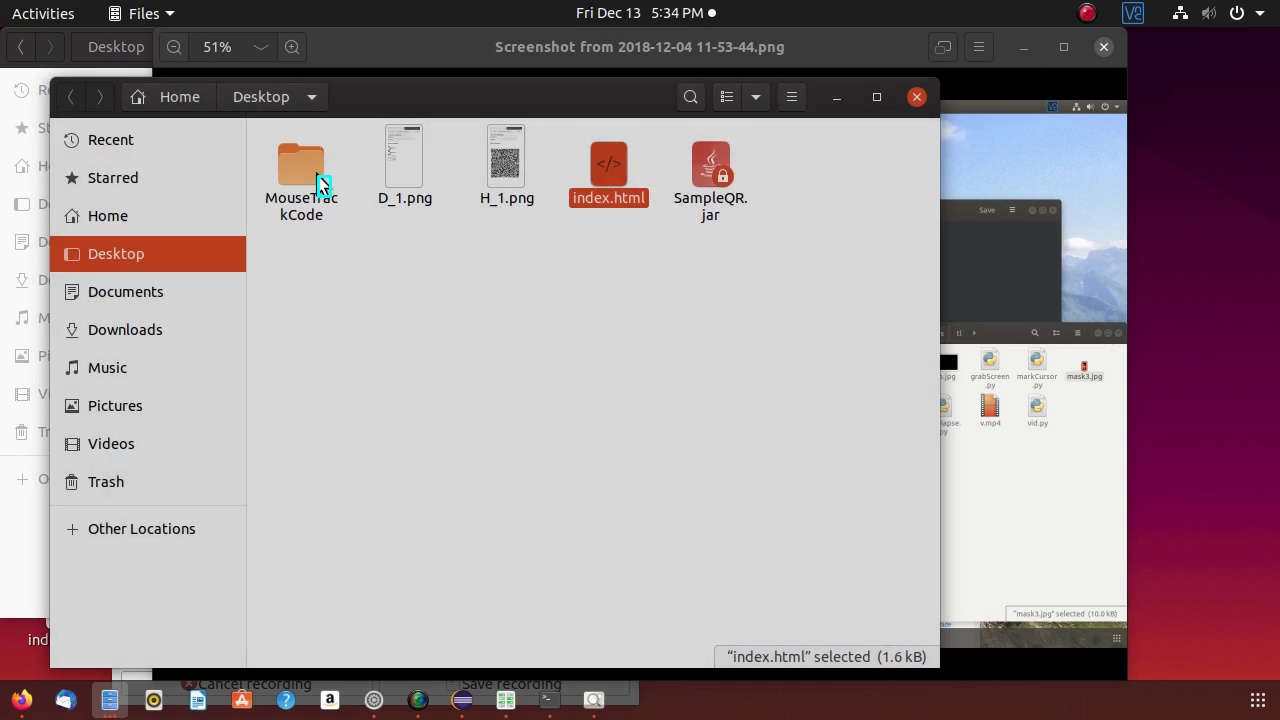 Activities
Files
Fri Dec 13 5:34 PM
Desktop
51%
Screenshot from 2018-12-04 11-53-44.png
Home
Desktop
Recent
Starred
Home
Desktop
Documents
Downloads
Music
Pictures
Videos
Trash
Other Locations
MouseTrac
kCode
D_1.png
H_1.png
index.html
SampleQR.
jar
"index.html" selected (1.6 kB)
Save
grabScreen
.py
markCursor
.py
mask3.jpg
v.mp4
vid.py
"mask3.jpg" selected (10.0 kB)
Cancel recording
Save recording